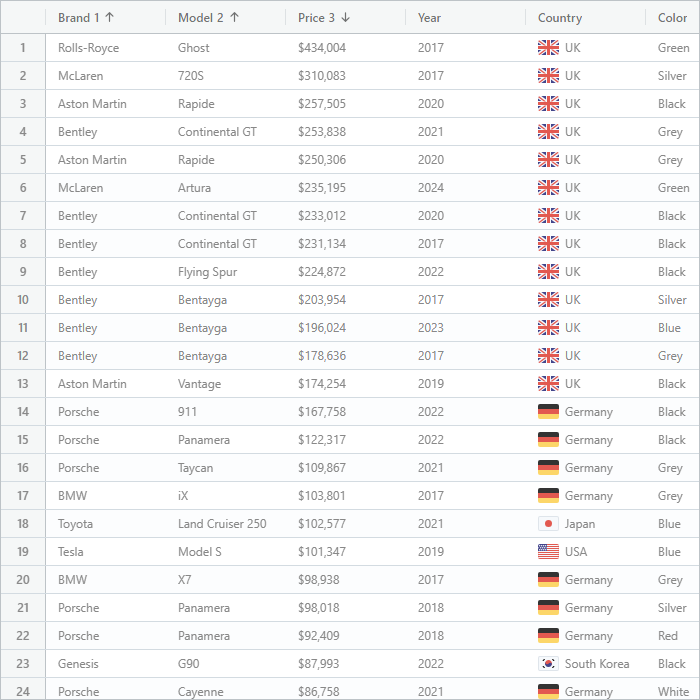 Brand 1 ↑ Model 2 ↑ Price 3 ↓ Year Country Color
1 Rolls-Royce Ghost $434,004 2017 UK Green
2 McLaren 720S $310,083 2017 UK Silver
3 Aston Martin Rapide $257,505 2020 UK Black
4 Bentley Continental GT $253,838 2021 UK Grey
5 Aston Martin Rapide $250,306 2020 UK Grey
6 McLaren Artura $235,195 2024 UK Green
7 Bentley Continental GT $233,012 2020 UK Black
8 Bentley Continental GT $231,134 2017 UK Black
9 Bentley Flying Spur $224,872 2022 UK Black
10 Bentley Bentayga $203,954 2017 UK Silver
11 Bentley Bentayga $196,024 2023 UK Blue
12 Bentley Bentayga $178,636 2017 UK Grey
13 Aston Martin Vantage $174,254 2019 UK Black
14 Porsche 911 $167,758 2022 Germany Black
15 Porsche Panamera $122,317 2022 Germany Black
16 Porsche Taycan $109,867 2021 Germany Grey
17 BMW iX $103,801 2017 Germany Grey
18 Toyota Land Cruiser 250 $102,577 2021 Japan Blue
19 Tesla Model S $101,347 2019 USA Blue
20 BMW X7 $98,938 2017 Germany Grey
21 Porsche Panamera $98,018 2018 Germany Silver
22 Porsche Panamera $92,409 2018 Germany Red
23 Genesis G90 $87,993 2022 South Korea Black
24 Porsche Cayenne $86,758 2021 Germany White